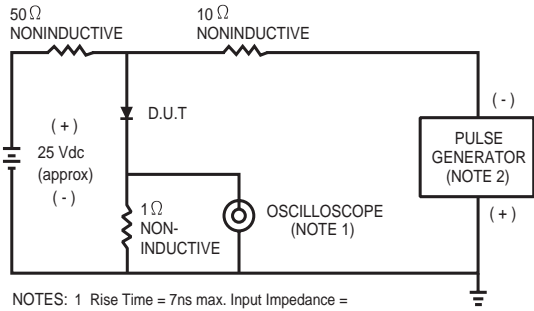 50Ω
NONINDUCTIVE
10Ω
NONINDUCTIVE
D.U.T
( + )
25 Vdc
(approx)
( - )
1Ω
NON-
INDUCTIVE
OSCILLOSCOPE
(NOTE 1)
( - )
PULSE
GENERATOR
(NOTE 2)
( + )
NOTES: 1 Rise Time = 7ns max. Input Impedance =